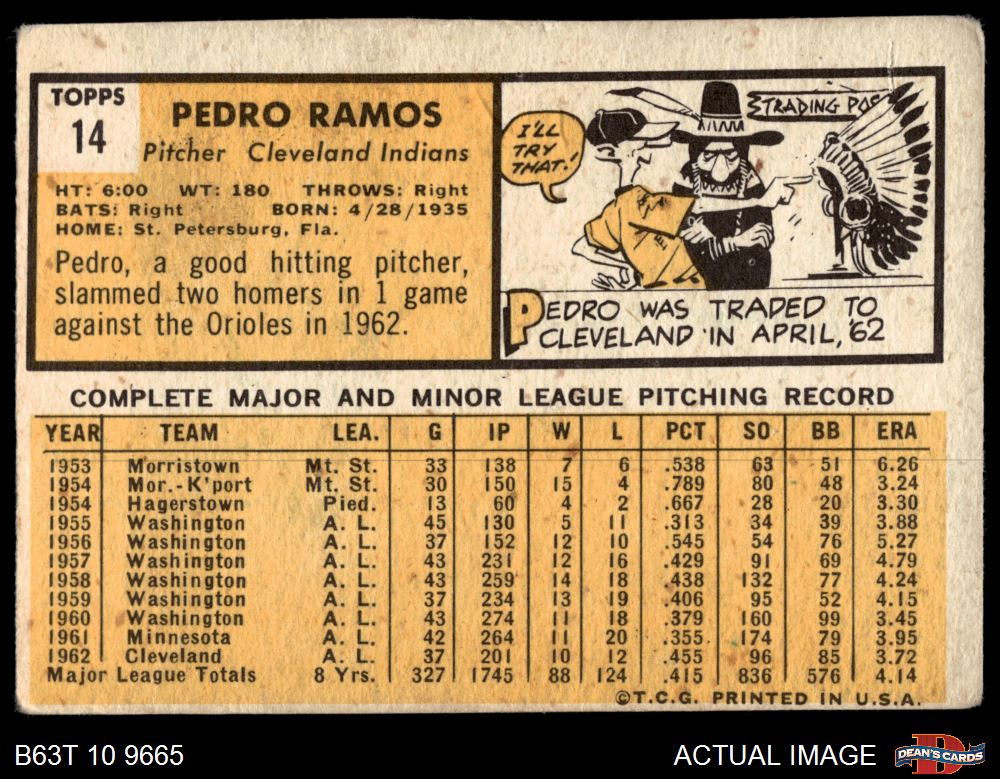 TOPPS
14
PEDRO RAMOS
Pitcher Cleveland Indians
HT: 6:00 WT: 180 THROWS: Right
BATS: Right BORN: 4/28/1935
HOME: St. Petersburg, Fla.
Pedro, a good hitting pitcher,
slammed two homers in 1 game
against the Orioles in 1962.
I'LL
TRY
THAT!
TRADING POS
PEDRO WAS TRADED TO
CLEVELAND IN APRIL, '62
COMPLETE MAJOR AND MINOR LEAGUE PITCHING RECORD
YEAR TEAM LEA. G IP W L PCT SO BB ERA
1953 Morristown Mt. St. 33 138 7 6 .538 63 51 6.26
1954 Mor.-K'port Mt. St. 30 150 15 4 .789 80 48 3.24
1954 Hagerstown Pied. 13 60 4 2 .667 28 20 3.30
1955 Washington A. L. 45 130 5 11 .313 34 39 3.88
1956 Washington A. L. 37 152 12 10 .545 54 76 5.27
1957 Washington A. L. 43 231 12 16 .429 91 69 4.79
1958 Washington A. L. 43 259 14 18 .438 132 77 4.24
1959 Washington A. L. 37 234 13 19 .406 95 52 4.15
1960 Washington A. L. 43 274 11 18 .379 160 99 3.45
1961 Minnesota A. L. 42 264 11 20 .355 174 79 3.95
1962 Cleveland A. L. 37 201 10 12 .455 96 85 3.72
Major League Totals 8 Yrs. 327 1745 88 124 .415 836 576 4.14
©T.C.G. PRINTED IN U.S.A.
B63T 10 9665
ACTUAL IMAGE
DEAN'S CARDS